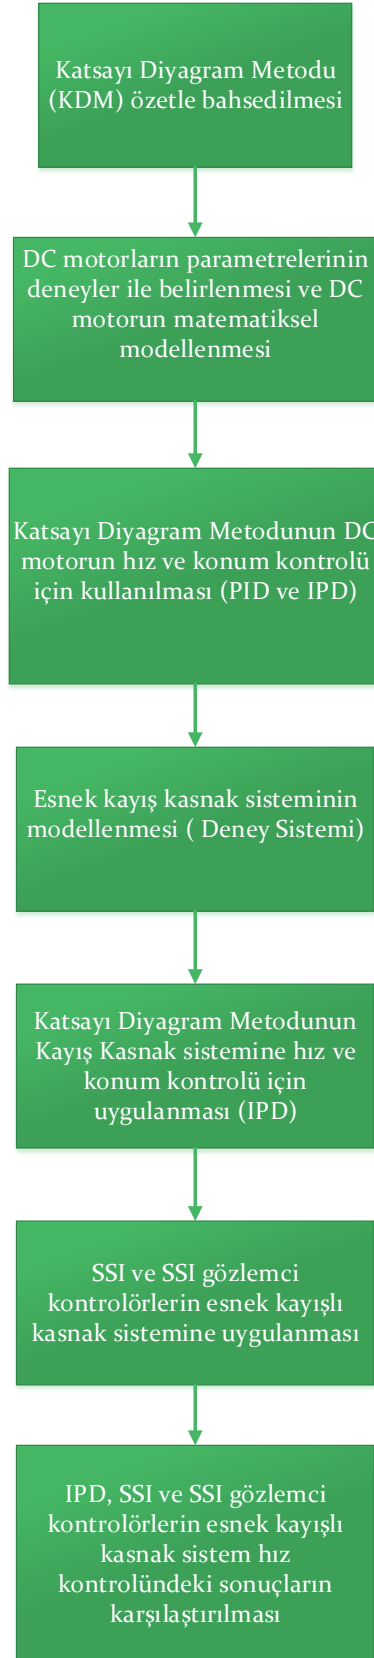 Katsayı Diyagram Metodu
(KDM) özetle bahsedilmesi
DC motorların parametrelerinin
deneyler ile belirlenmesi ve DC
motorun matematiksel
modellenmesi
Katsayı Diyagram Metodunun DC
motorun hız ve konum kontrolü
için kullanılması (PID ve IPD)
Esnek kayış kasnak sisteminin
modellenmesi ( Deney Sistemi)
Katsayı Diyagram Metodunun
Kayış Kasnak sistemine hız ve
konum kontrolü için
uygulanması (IPD)
SSI ve SSI gözlemci
kontrolörlerin esnek kayışlı
kasnak sistemine uygulanması
IPD, SSI ve SSI gözlemci
kontrolörlerin esnek kayışlı
kasnak sistem hız
kontrolündeki sonuçların
karşılaştırılması